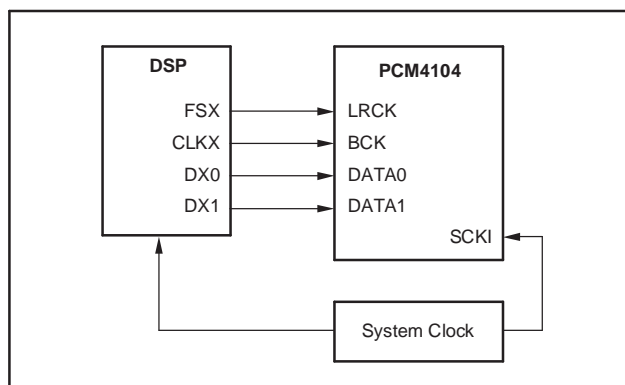 DSP
FSX
CLKX
DX0
DX1
PCM4104
LRCK
BCK
DATA0
DATA1
SCKI
System Clock